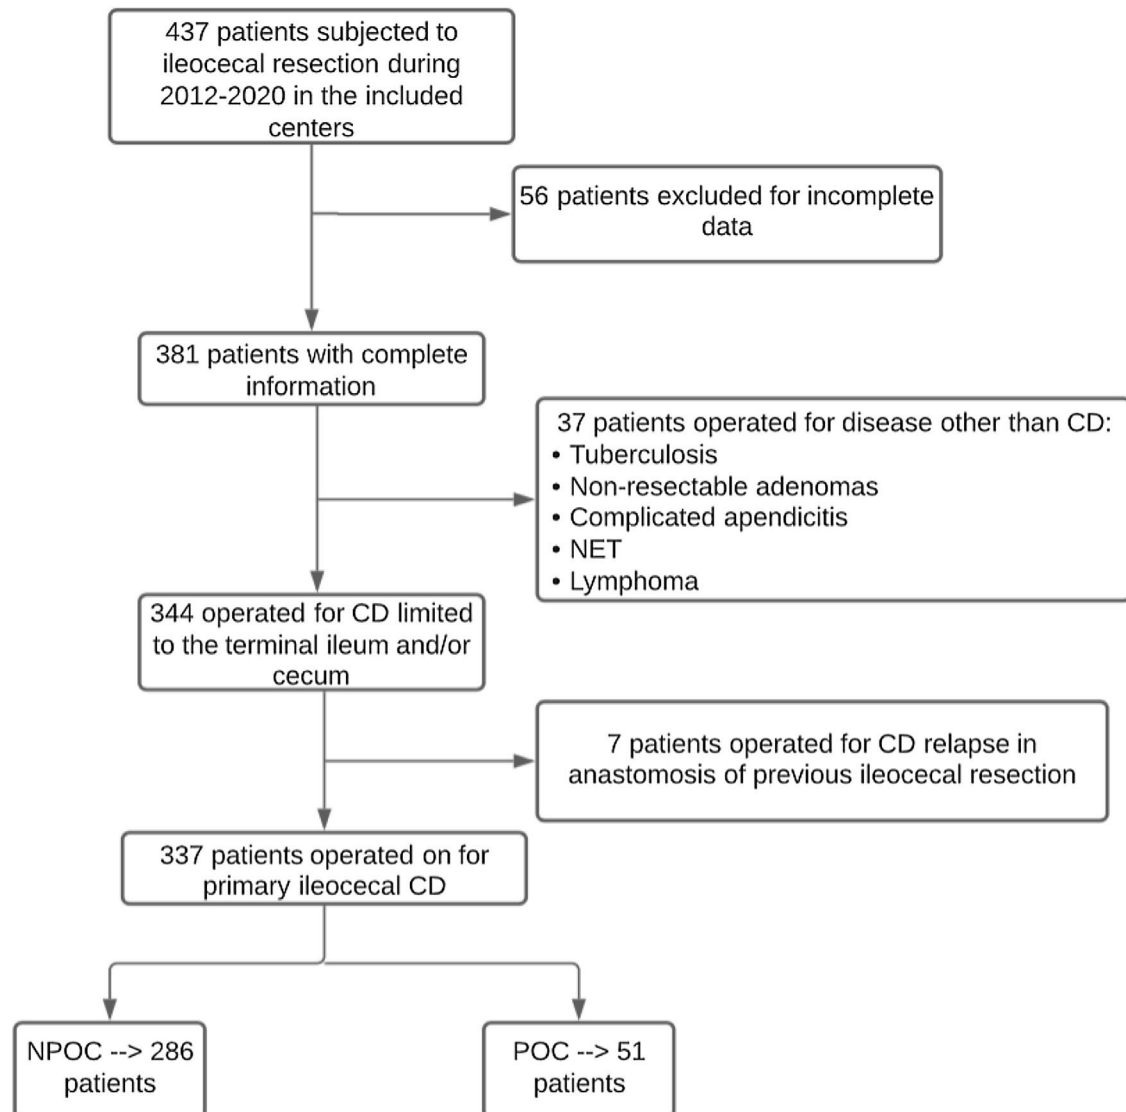 437 patients subjected to
ileocecal resection during
2012-2020 in the included
centers
56 patients excluded for incomplete
data
381 patients with complete
information
37 patients operated for disease other than CD:
• Tuberculosis
• Non-resectable adenomas
• Complicated apendicitis
• NET
• Lymphoma
344 operated for CD limited
to the terminal ileum and/or
cecum
7 patients operated for CD relapse in
anastomosis of previous ileocecal resection
337 patients operated on for
primary ileocecal CD
NPOC --> 286
patients
POC --> 51
patients